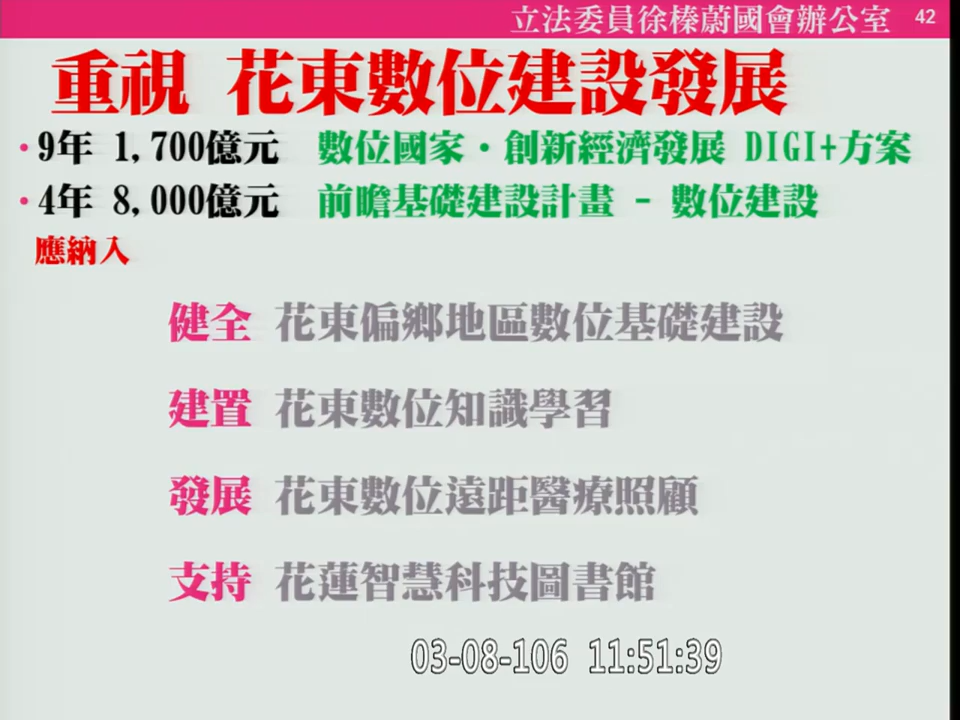 立法委員徐榛蔚國會辦公室 42
重視 花東數位建設發展
•9年 1,700億元 數位國家·創新經濟發展 DIGI+方案
•4年 8,000億元 前瞻基礎建設計畫 - 數位建設
應納入
健全 花東偏鄉地區數位基礎建設
建置 花東數位知識學習
發展 花東數位遠距醫療照顧
支持 花蓮智慧科技圖書館
03-08-106 11:51:39